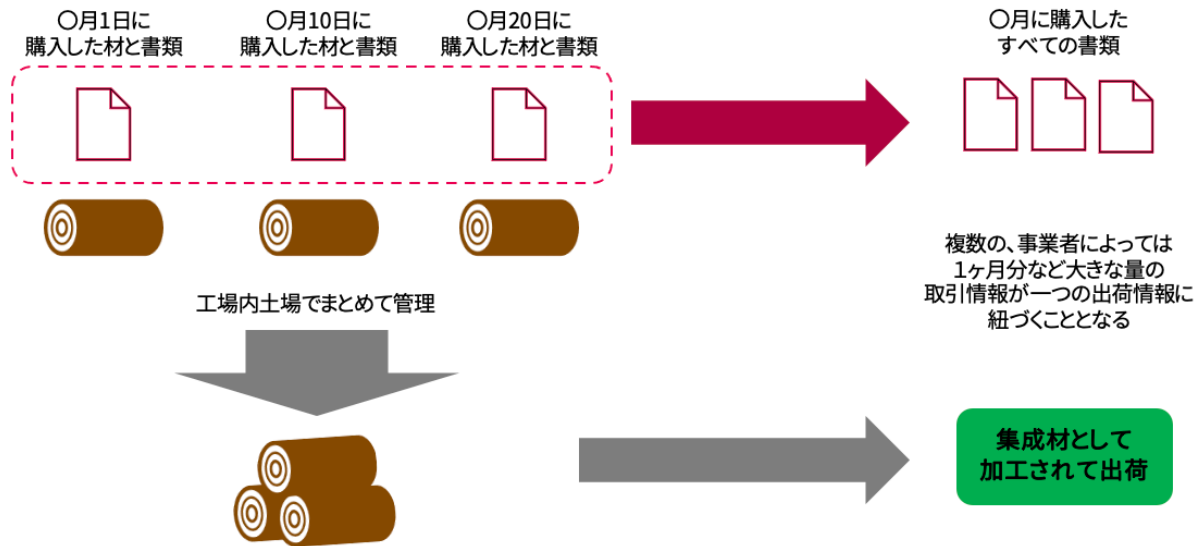 〇月1日に
購入した材と書類
〇月10日に
購入した材と書類
〇月20日に
購入した材と書類
〇月に購入した
すべての書類
複数の、事業者によっては
１ヶ月分など大きな量の
取引情報が一つの出荷情報に
紐づくこととなる
工場内土場でまとめて管理
集成材として
加工されて出荷